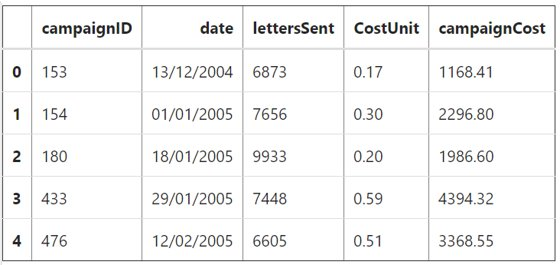 campaignID date lettersSent CostUnit campaignCost
0 153 13/12/2004 6873 0.17 1168.41
1 154 01/01/2005 7656 0.30 2296.80
2 180 18/01/2005 9933 0.20 1986.60
3 433 29/01/2005 7448 0.59 4394.32
4 476 12/02/2005 6605 0.51 3368.55